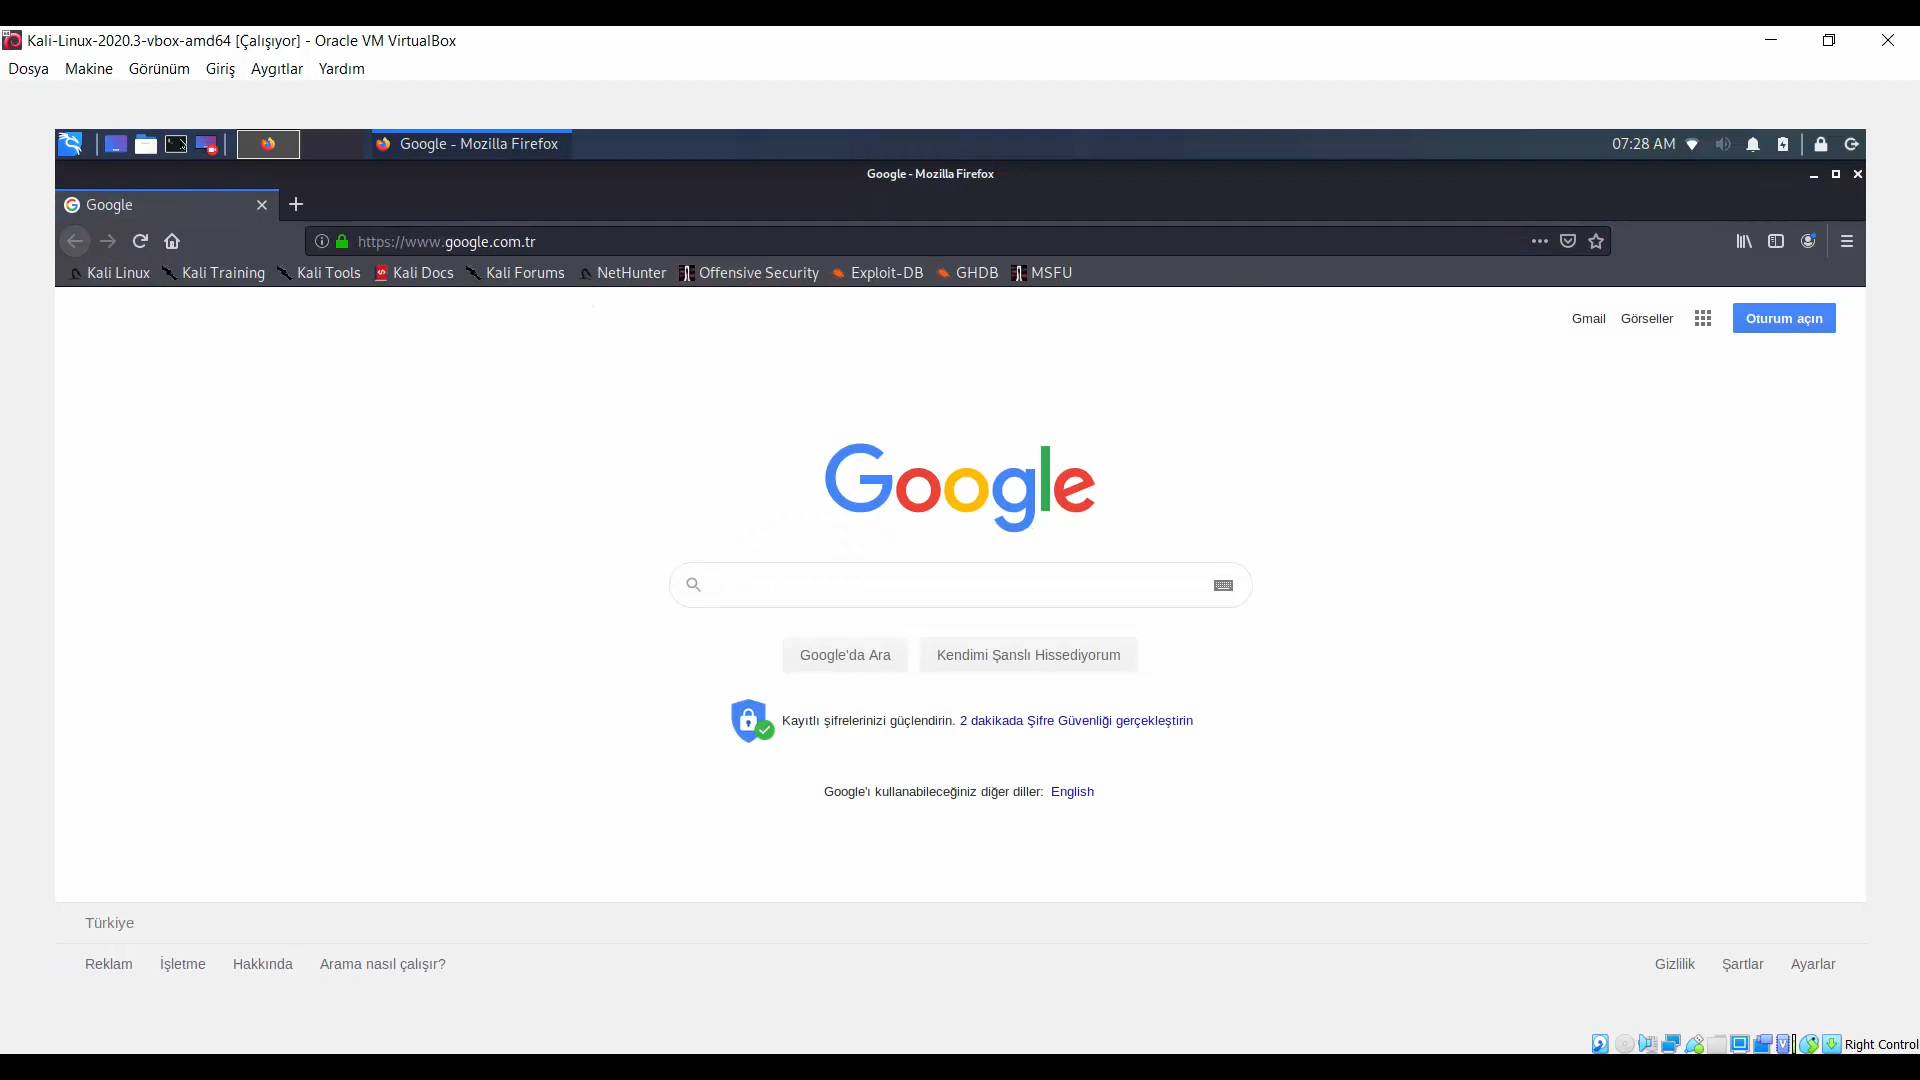 Kali-Linux-2020.3-vbox-amd64 [Çalışıyor] - Oracle VM VirtualBox
Dosya Makine Görünüm Giriş Aygıtlar Yardım
Google - Mozilla Firefox 07:28 AM
Google - Mozilla Firefox
Google
https://www.google.com.tr
Kali Linux Kali Training Kali Tools Kali Docs Kali Forums NetHunter Offensive Security Exploit-DB GHDB MSFU
Gmail Görseller Oturum açın
Google
Google'da Ara Kendimi Şanslı Hissediyorum
Kayıtlı şifrelerinizi güçlendirin. 2 dakikada Şifre Güvenliği gerçekleştirin
Google'ı kullanabileceğiniz diğer diller: English
Türkiye
Reklam İşletme Hakkında Arama nasıl çalışır? Gizlilik Şartlar Ayarlar
Right Control